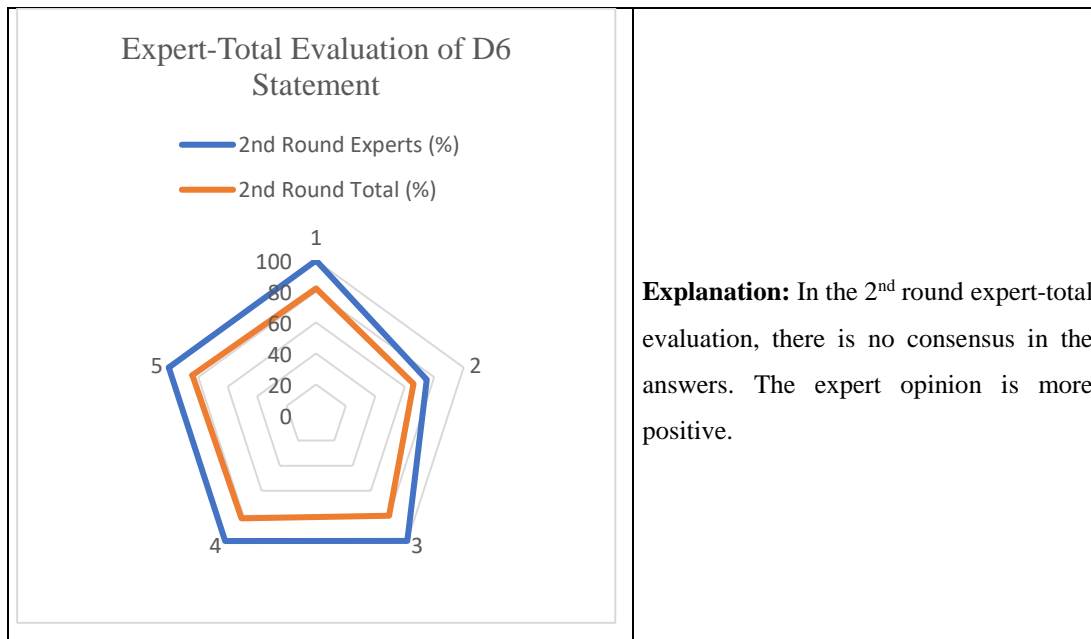 Expert-Total Evaluation of D6
Statement
2nd Round Experts (%)
2nd Round Total (%)
1
100
80
60
40
20
0
5
2
4
3
Explanation: In the 2nd round expert-total
evaluation, there is no consensus in the
answers. The expert opinion is more
positive.